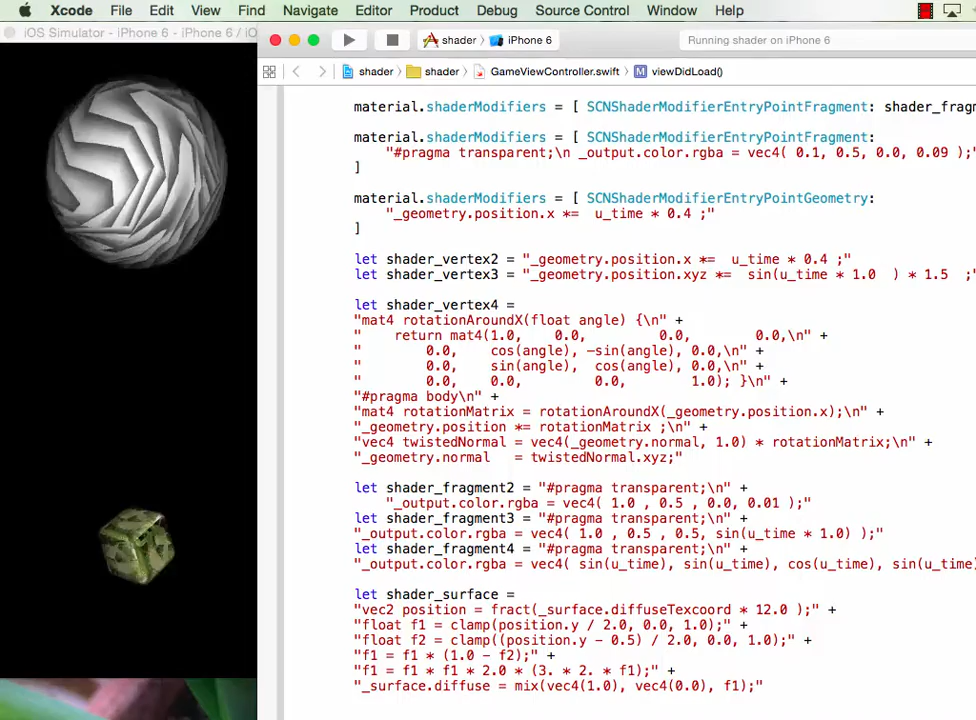 Xcode File Edit View Find Navigate Editor Product Debug Source Control Window Help
iOS Simulator - iPhone 6 - iPhone 6 / iO
shader iPhone 6 Running shader on iPhone 6
shader shader GameViewController.swift M viewDidLoad()
material.shaderModifiers = [ SCNShaderModifierEntryPointFragment: shader_fragm
material.shaderModifiers = [ SCNShaderModifierEntryPointFragment:
"#pragma transparent;\n _output.color.rgba = vec4( 0.1, 0.5, 0.0, 0.09 );"
]
material.shaderModifiers = [ SCNShaderModifierEntryPointGeometry:
"_geometry.position.x *=  u_time * 0.4 ;"
]
let shader_vertex2 = "_geometry.position.x *=  u_time * 0.4 ;"
let shader_vertex3 = "_geometry.position.xyz *=  sin(u_time * 1.0  ) * 1.5  ;"
let shader_vertex4 =
"mat4 rotationAroundX(float angle) {\n" +
"    return mat4(1.0,    0.0,         0.0,         0.0,\n" +
"        0.0,     cos(angle), -sin(angle), 0.0,\n" +
"        0.0,     sin(angle),  cos(angle), 0.0,\n" +
"        0.0,     0.0,          0.0,         1.0); }\n" +
"#pragma body\n" +
"mat4 rotationMatrix = rotationAroundX(_geometry.position.x);\n" +
"_geometry.position *= rotationMatrix ;\n" +
"vec4 twistedNormal = vec4(_geometry.normal, 1.0) * rotationMatrix;\n" +
"_geometry.normal   = twistedNormal.xyz;"
let shader_fragment2 = "#pragma transparent;\n" +
"_output.color.rgba = vec4( 1.0 , 0.5 , 0.0, 0.01 );"
let shader_fragment3 = "#pragma transparent;\n" +
"_output.color.rgba = vec4( 1.0 , 0.5 , 0.5, sin(u_time * 1.0) );"
let shader_fragment4 = "#pragma transparent;\n" +
"_output.color.rgba = vec4( sin(u_time), sin(u_time), cos(u_time), sin(u_time)
let shader_surface =
"vec2 position = fract(_surface.diffuseTexcoord * 12.0 );" +
"float f1 = clamp(position.y / 2.0, 0.0, 1.0);" +
"float f2 = clamp((position.y - 0.5) / 2.0, 0.0, 1.0);" +
"f1 = f1 * (1.0 - f2);" +
"f1 = f1 * f1 * 2.0 * (3. * 2. * f1);" +
"_surface.diffuse = mix(vec4(1.0), vec4(0.0), f1);"